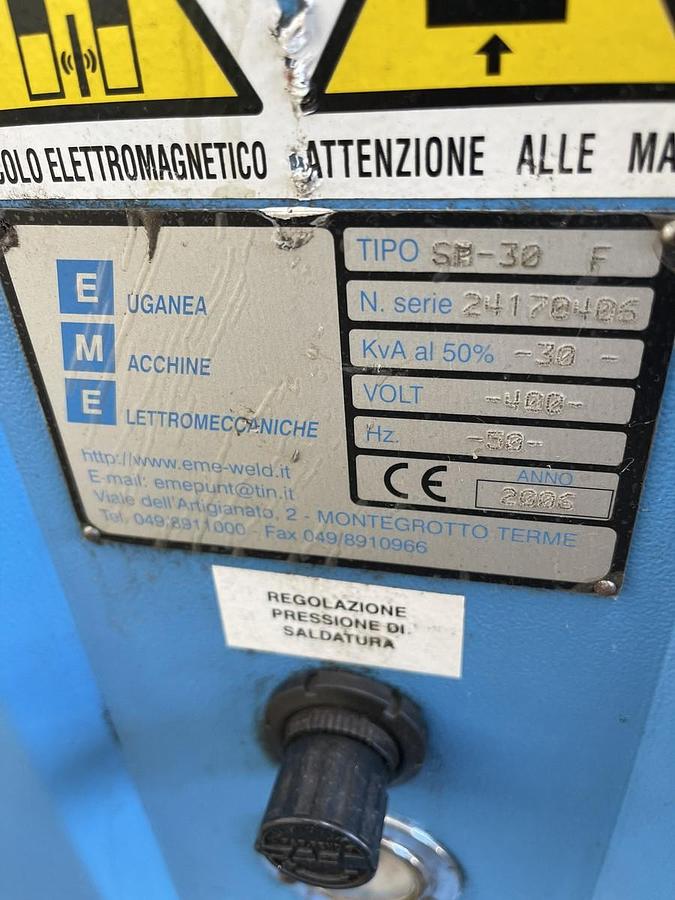 COLO ELETTROMAGNETICO
ATTENZIONE ALLE MA
E UGANEA
M ACCHINE
E LETTROMECCANICHE
http://www.eme-weld.it
E-mail: emepunt@tin.it
Viale dell'Artigianato, 2 - MONTEGROTTO TERME
Tel. 049/8911000 - Fax 049/8910966
TIPO F
N. serie 24170406
KvA al 50% -30 -
VOLT -400-
Hz. -50-
CE
ANNO
2006
REGOLAZIONE
PRESSIONE DI
SALDATURA